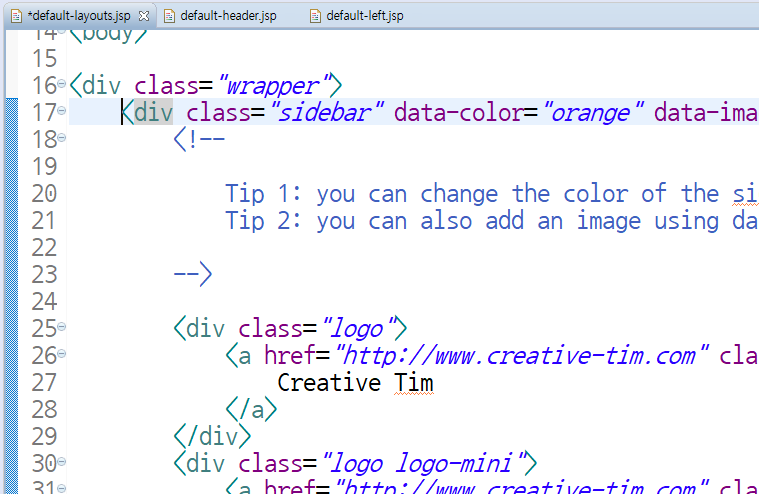 *default-layouts.jsp default-header.jsp default-left.jsp
14 <body>
15
16 <div class="wrapper">
17 <div class="sidebar" data-color="orange" data-ima
18 <!--
19
20 Tip 1: you can change the color of the si
21 Tip 2: you can also add an image using da
22
23 -->
24
25 <div class="logo">
26 <a href="http://www.creative-tim.com" cla
27 Creative Tim
28 </a>
29 </div>
30 <div class="logo logo-mini">
31 <a href="http://www.creative-tim.com" cla